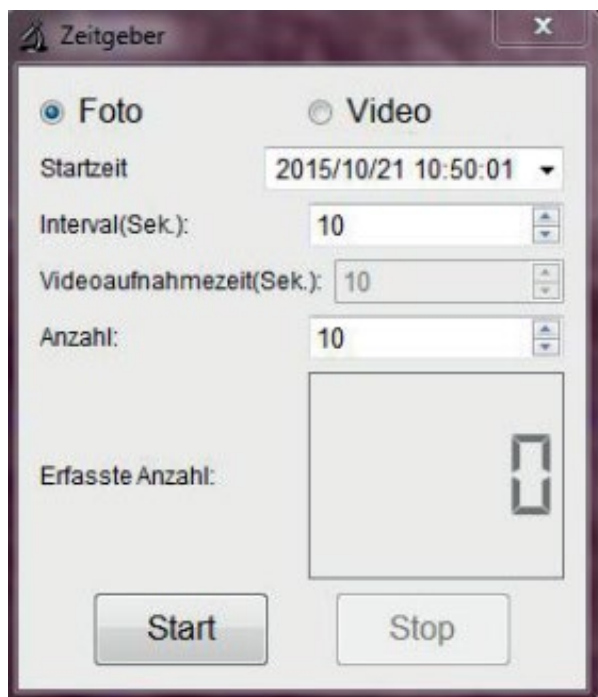 Zeitgeber
Foto Video
Startzeit 2015/10/21 10:50:01
Interval(Sek.): 10
Videoaufnahmezeit(Sek.): 10
Anzahl: 10
Erfasste Anzahl: 0
Start Stop